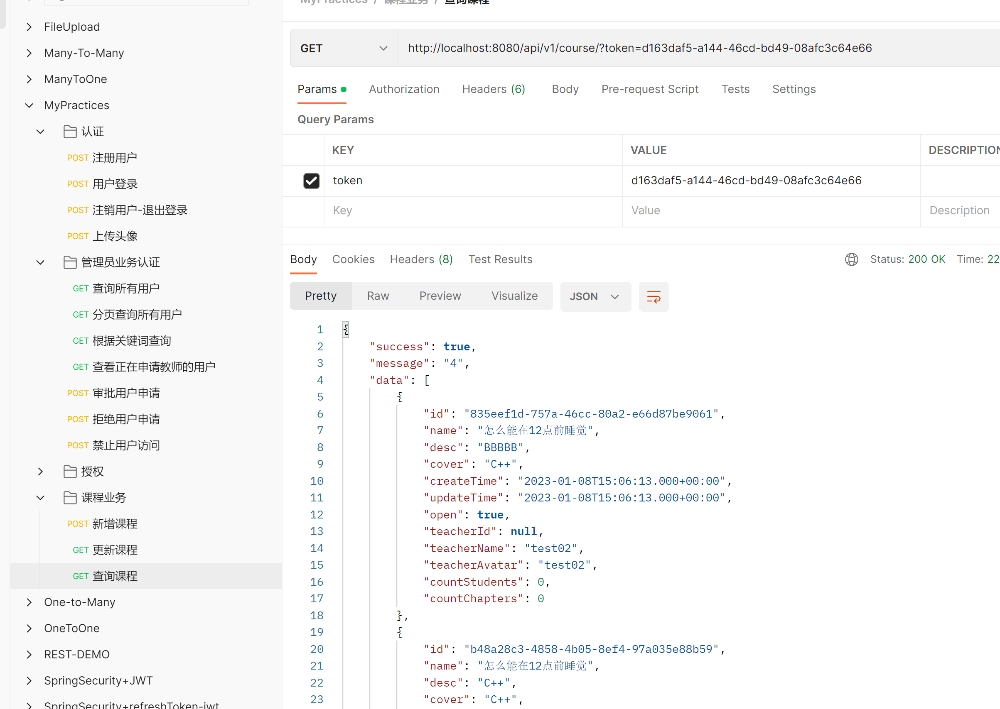 FileUpload
Many-To-Many
ManyToOne
MyPractices
认证
POST 注册用户
POST 用户登录
POST 注销用户-退出登录
POST 上传头像
管理员业务认证
GET 查询所有用户
GET 分页查询所有用户
GET 根据关键词查询
GET 查看正在申请教师的用户
POST 审批用户申请
POST 拒绝用户申请
POST 禁止用户访问
授权
课程业务
POST 新增课程
GET 更新课程
GET 查询课程
One-to-Many
OneToOne
REST-DEMO
SpringSecurity+JWT
SpringSecurity+refreshToken-jwt
MyPractices / 课程业务 / 查询课程
GET http://localhost:8080/api/v1/course/?token=d163daf5-a144-46cd-bd49-08afc3c64e66
Params Authorization Headers (6) Body Pre-request Script Tests Settings
Query Params
KEY VALUE DESCRIPTION
token d163daf5-a144-46cd-bd49-08afc3c64e66
Key Value Description
Body Cookies Headers (8) Test Results Status: 200 OK Time: 22
Pretty Raw Preview Visualize JSON
1 {
2 "success": true,
3 "message": "4",
4 "data": [
5 {
6 "id": "835eef1d-757a-46cc-80a2-e66d87be9061",
7 "name": "怎么能在12点前睡觉",
8 "desc": "BBBBB",
9 "cover": "C++",
10 "createTime": "2023-01-08T15:06:13.000+00:00",
11 "updateTime": "2023-01-08T15:06:13.000+00:00",
12 "open": true,
13 "teacherId": null,
14 "teacherName": "test02",
15 "teacherAvatar": "test02",
16 "countStudents": 0,
17 "countChapters": 0
18 },
19 {
20 "id": "b48a28c3-4858-4b05-8ef4-97a035e88b59",
21 "name": "怎么能在12点前睡觉",
22 "desc": "C++",
23 "cover": "C++",